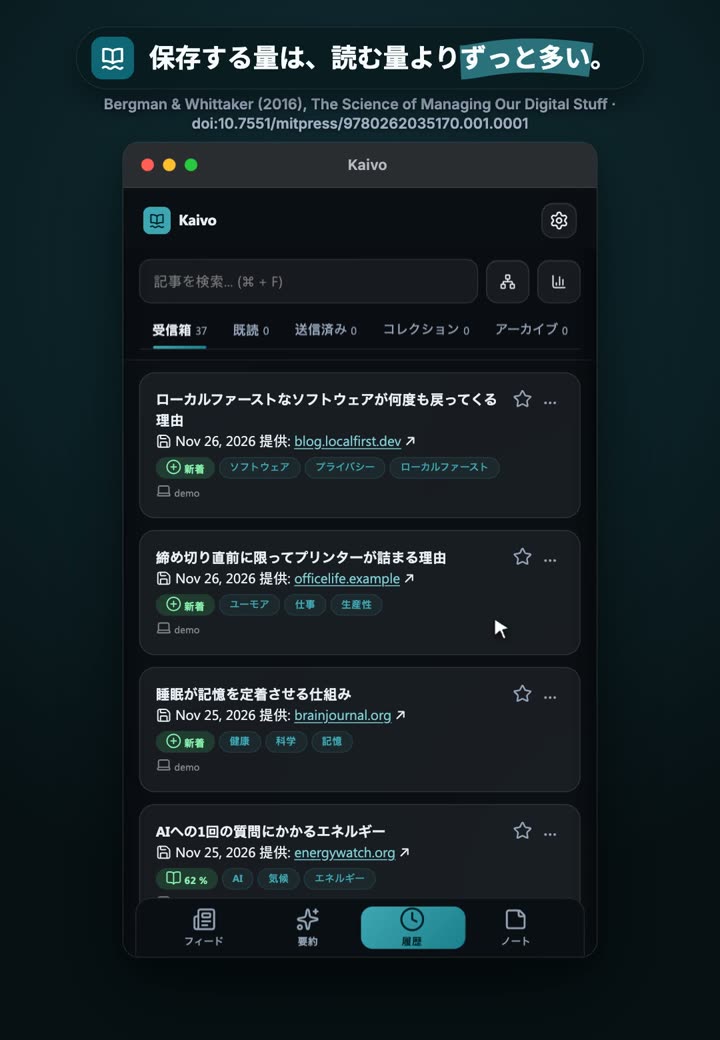 保存する量は、読む量よりずっと多い。
Bergman & Whittaker (2016), The Science of Managing Our Digital Stuff ·
doi:10.7551/mitpress/9780262035170.001.0001
Kaivo
Kaivo
記事を検索... (⌘ + F)
受信箱 37 既読 0 送信済み 0 コレクション 0 アーカイブ 0
ローカルファーストなソフトウェアが何度も戻ってくる
理由
Nov 26, 2026 提供: blog.localfirst.dev ↗
新着 ソフトウェア プライバシー ローカルファースト
demo
締め切り直前に限ってプリンターが詰まる理由
Nov 26, 2026 提供: officelife.example ↗
新着 ユーモア 仕事 生産性
demo
睡眠が記憶を定着させる仕組み
Nov 25, 2026 提供: brainjournal.org ↗
新着 健康 科学 記憶
demo
AIへの1回の質問にかかるエネルギー
Nov 25, 2026 提供: energywatch.org ↗
62 % AI 気候 エネルギー
フィード 要約 履歴 ノート